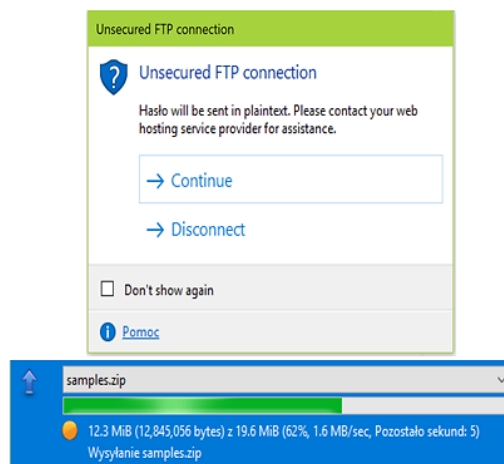 Unsecured FTP connection
Unsecured FTP connection
Hasło will be sent in plaintext. Please contact your web
hosting service provider for assistance.
Continue
Disconnect
Don't show again
Pomoc
samples.zip
12.3 MiB (12,845,056 bytes) z 19.6 MiB (62%, 1.6 MB/sec, Pozostało sekund: 5)
Wysyłanie samples.zip